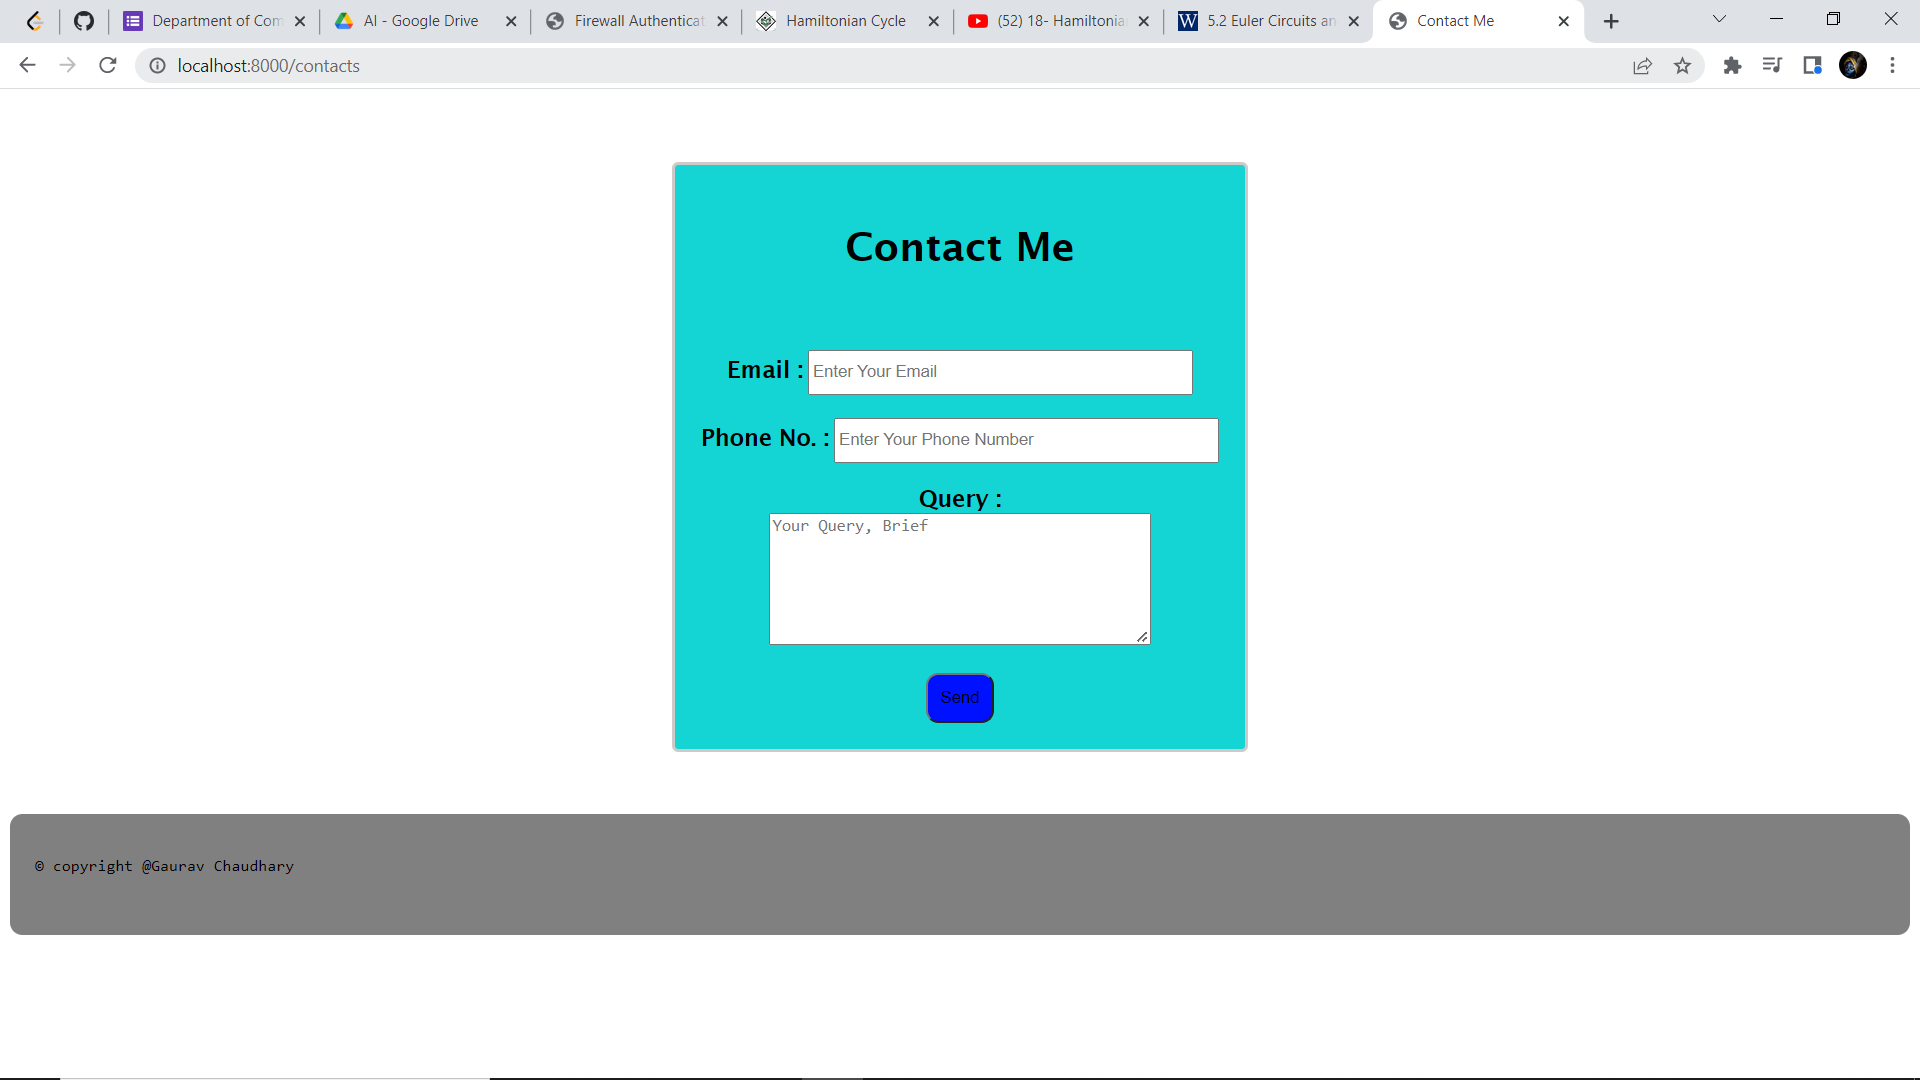 Department of Com
AI - Google Drive
Firewall Authenticat
Hamiltonian Cycle
(52) 18- Hamiltonia
W
5.2 Euler Circuits an
Contact Me
localhost:8000/contacts
Contact Me
Email :
Enter Your Email
Phone No. :
Enter Your Phone Number
Query :
Your Query, Brief
Send
© copyright @Gaurav Chaudhary